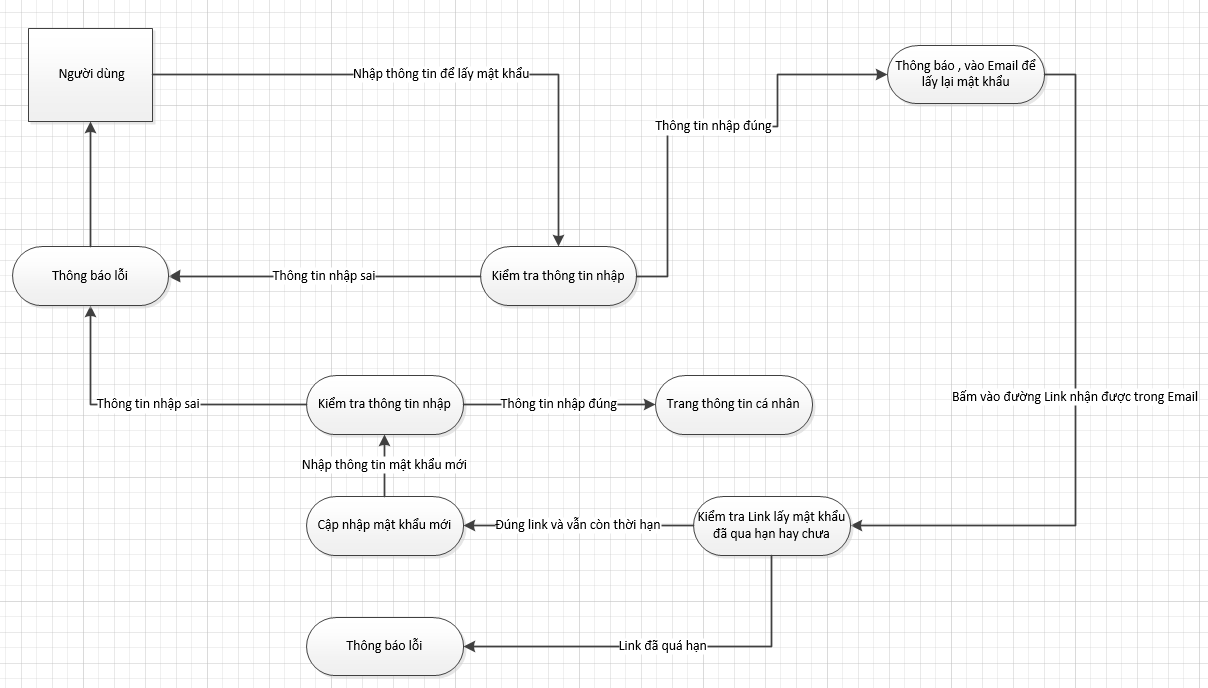 Người dùng
Nhập thông tin để lấy mật khẩu
Thông báo , vào Email để
lấy lại mật khẩu
Thông tin nhập đúng
Thông báo lỗi
Thông tin nhập sai
Kiểm tra thông tin nhập
Thông tin nhập sai
Kiểm tra thông tin nhập
Thông tin nhập đúng
Trang thông tin cá nhân
Bấm vào đường Link nhận được trong Email
Nhập thông tin mật khẩu mới
Cập nhập mật khẩu mới
Đúng link và vẫn còn thời hạn
Kiểm tra Link lấy mật khẩu
đã qua hạn hay chưa
Thông báo lỗi
Link đã quá hạn